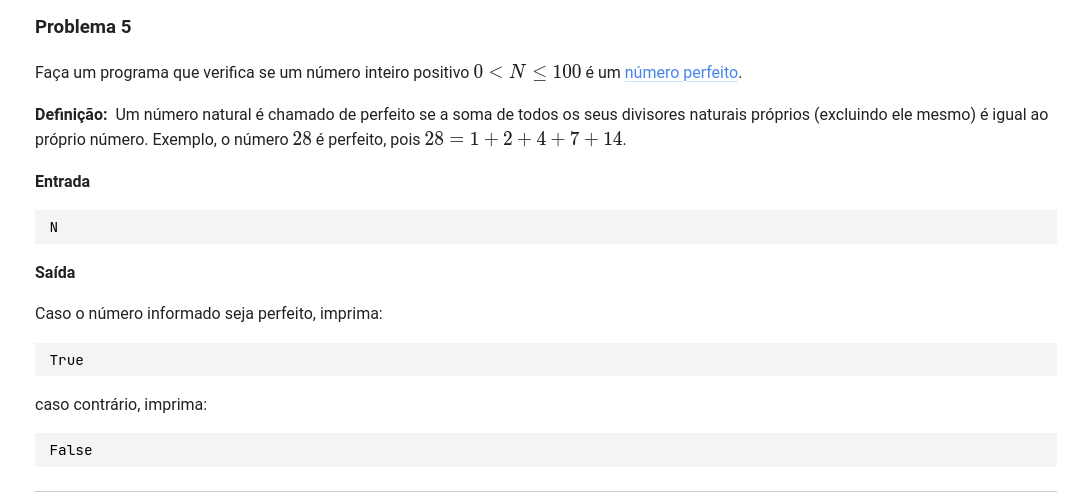 Problema 5
Faça um programa que verifica se um número inteiro positivo 0 < N ≤ 100 é um número perfeito.
Definição: Um número natural é chamado de perfeito se a soma de todos os seus divisores naturais próprios (excluindo ele mesmo) é igual ao
próprio número. Exemplo, o número 28 é perfeito, pois 28 = 1 + 2 + 4 + 7 + 14.
Entrada
N
Saída
Caso o número informado seja perfeito, imprima:
True
caso contrário, imprima:
False